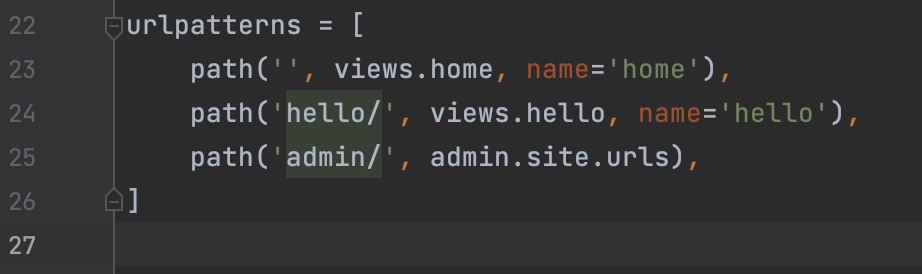 22 urlpatterns = [
23     path('', views.home, name='home'),
24     path('hello/', views.hello, name='hello'),
25     path('admin/', admin.site.urls),
26 ]
27